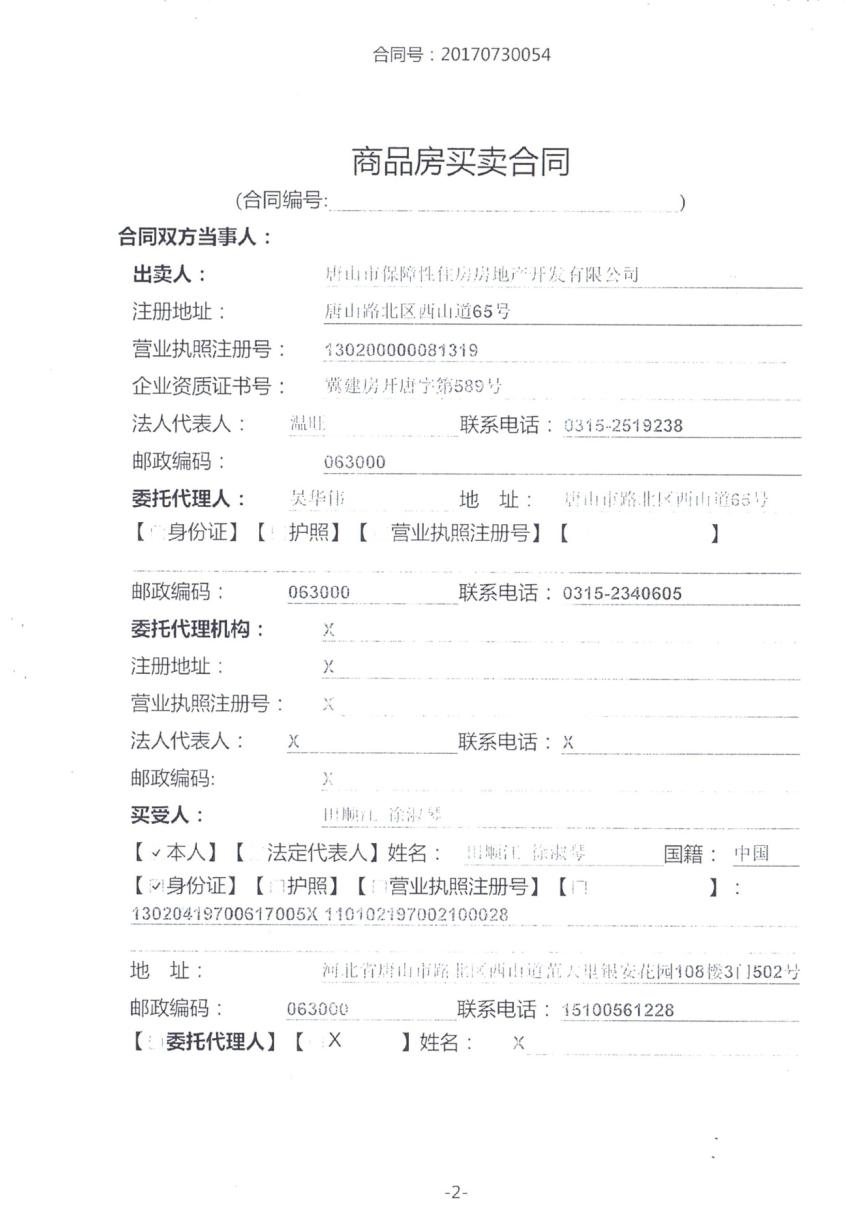 合同号：20170730054
商品房买卖合同
(合同编号: )
合同双方当事人：
出卖人： 唐山市保障性住房房地产开发有限公司
注册地址： 唐山路北区西山道65号
营业执照注册号： 130200000081319
企业资质证书号： 冀建房开唐字第589号
法人代表人： 温旺 联系电话： 0315-2519238
邮政编码： 063000
委托代理人： 吴华伟 地 址： 唐山市路北区西山道65号
【□身份证】【□护照】【□营业执照注册号】【 】
邮政编码： 063000 联系电话： 0315-2340605
委托代理机构： X
注册地址： X
营业执照注册号： X
法人代表人： X 联系电话： X
邮政编码: X
买受人： 田顺江 徐淑琴
【✓本人】【□法定代表人】姓名： 田顺江 徐淑琴 国籍： 中国
【☑身份证】【□护照】【□营业执照注册号】【□ 】：
13020419700617005X 110102197002100028
地 址： 河北省唐山市路北区西山道范大里银安花园108楼3门502号
邮政编码： 063000 联系电话： 15100561228
【□委托代理人】【□X 】姓名： X
-2-